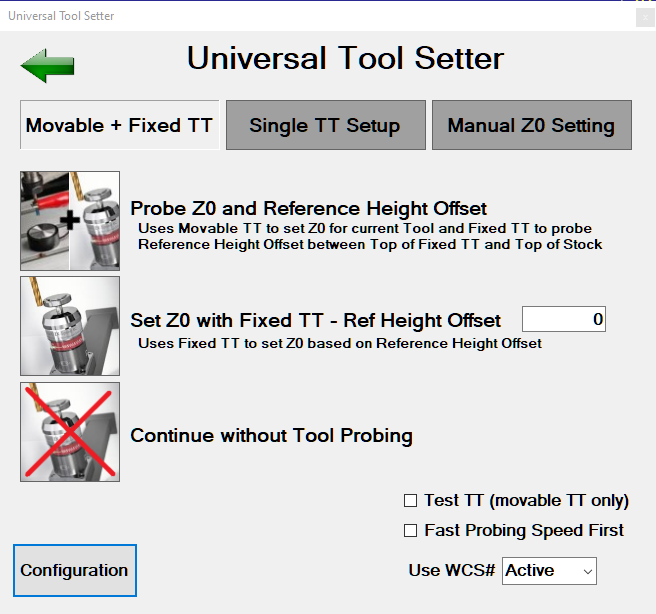 Universal Tool Setter
Universal Tool Setter
Movable + Fixed TT
Single TT Setup
Manual Z0 Setting
Probe Z0 and Reference Height Offset
Uses Movable TT to set Z0 for current Tool and Fixed TT to probe
Reference Height Offset between Top of Fixed TT and Top of Stock
Set Z0 with Fixed TT - Ref Height Offset
0
Uses Fixed TT to set Z0 based on Reference Height Offset
Continue without Tool Probing
Test TT (movable TT only)
Fast Probing Speed First
Configuration
Use WCS# Active